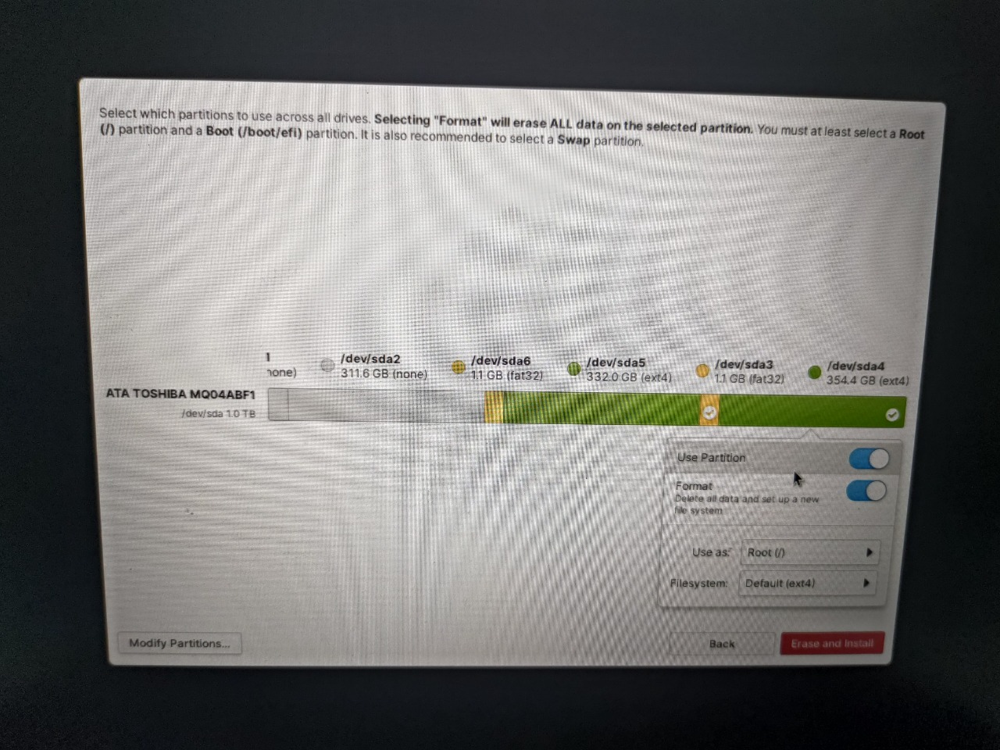 Select which partitions to use across all drives. Selecting "Format" will erase ALL data on the selected partition. You must at least select a Root
(/) partition and a Boot (/boot/efi) partition. It is also recommended to select a Swap partition.
1
none)
/dev/sda2
311.6 GB (none)
/dev/sda6
1.1 GB (fat32)
/dev/sda5
332.0 GB (ext4)
/dev/sda3
1.1 GB (fat32)
/dev/sda4
354.4 GB (ext4)
ATA TOSHIBA MQ04ABF1
/dev/sda 1.0 TB
Use Partition
Format
Delete all data and set up a new
file system
Use as: Root (/)
Filesystem: Default (ext4)
Modify Partitions...
Back
Erase and Install